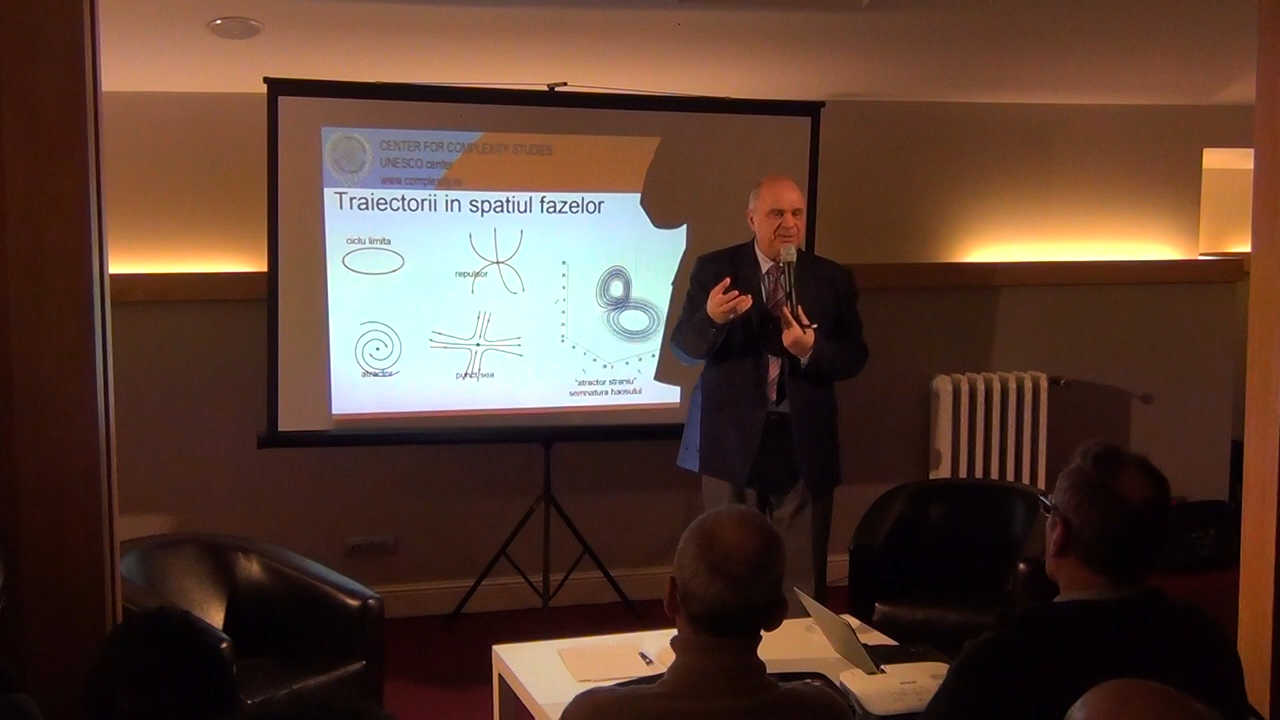 CENTER FOR COMPLEXITY STUDIES
UNESCO center
Traiectorii in spatiul fazelor
ciclu limita
repulsor
atractor
punct sea
"atractor straniu"
semnatura haosului